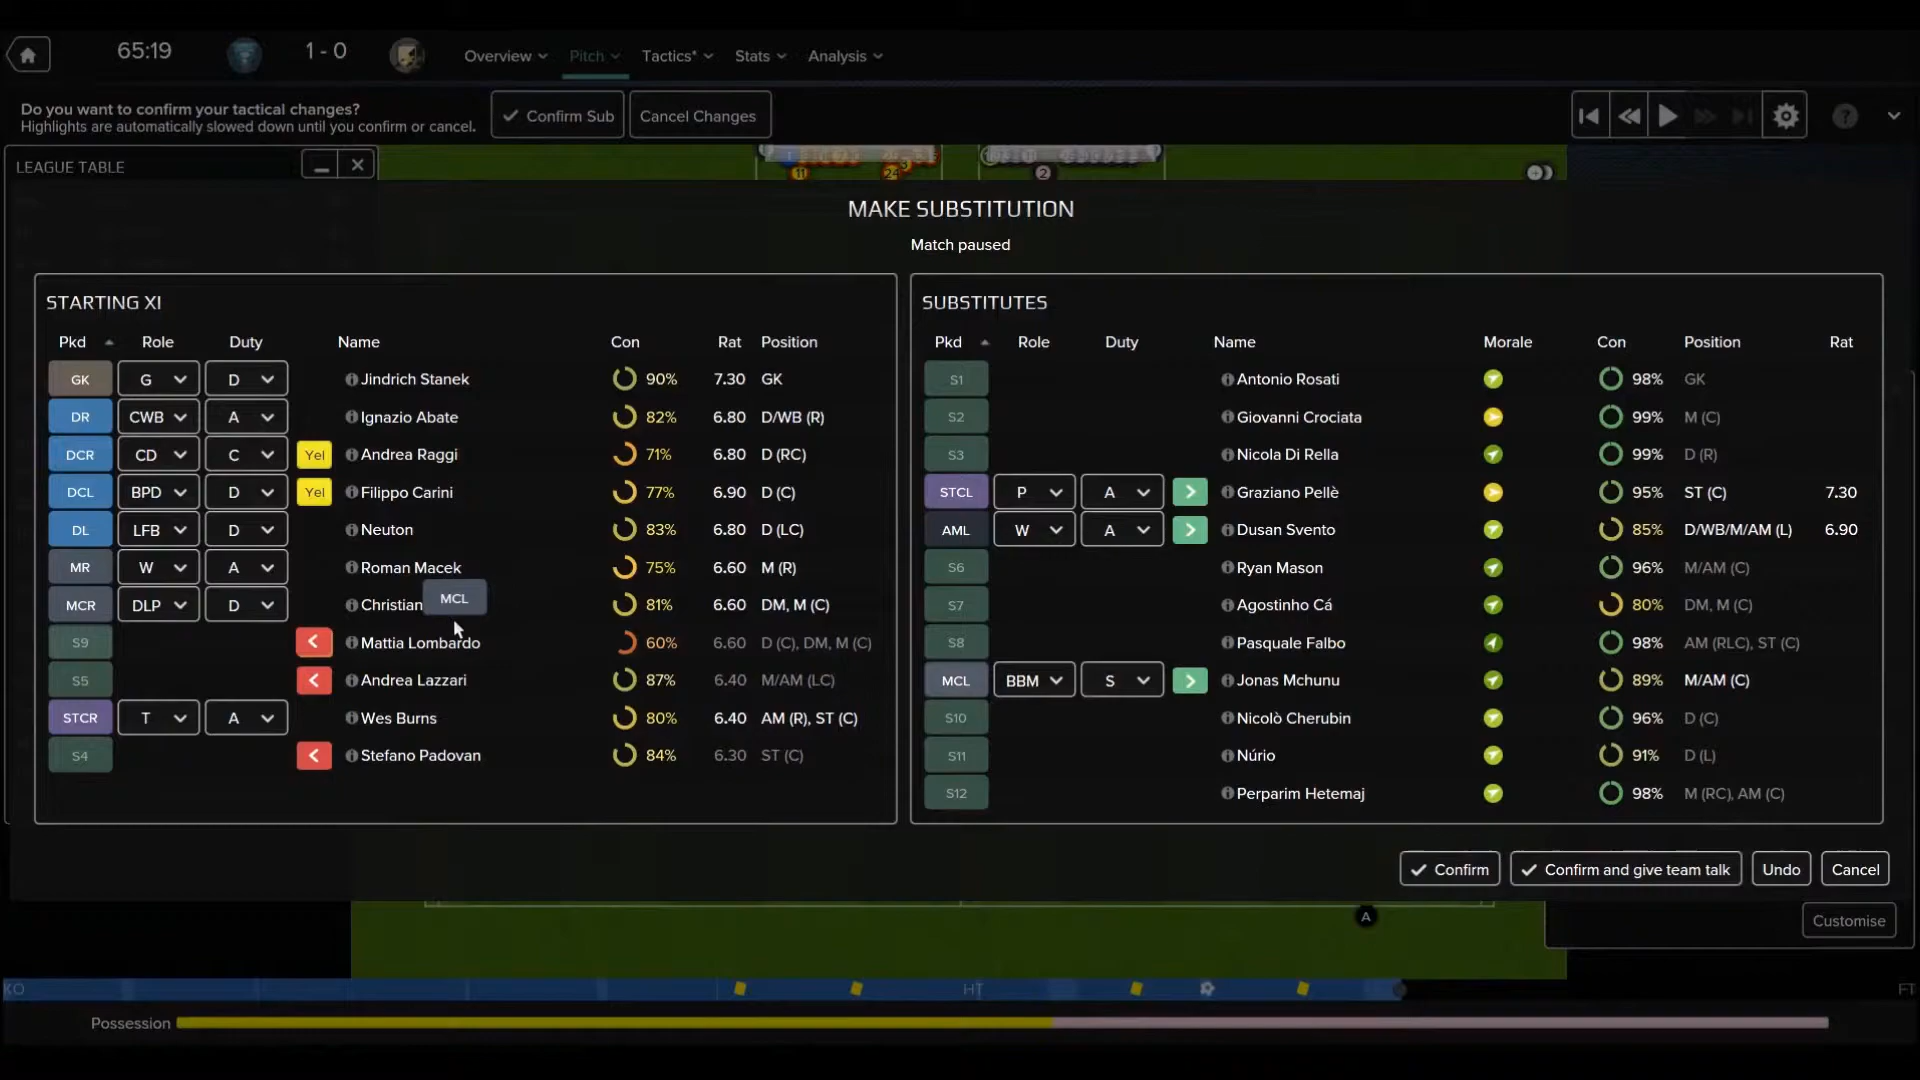 65:19
1 - 0
Overview
Pitch
Tactics*
Stats
Analysis
Do you want to confirm your tactical changes?
Highlights are automatically slowed down until you confirm or cancel.
Confirm Sub
Cancel Changes
?
LEAGUE TABLE
11
24
2
MAKE SUBSTITUTION
Match paused
STARTING XI
Pkd Role Duty Name Con Rat Position
GK G D Jindrich Stanek 90% 7.30 GK
DR CWB A Ignazio Abate 82% 6.80 D/WB (R)
DCR CD C Yel Andrea Raggi 71% 6.80 D (RC)
DCL BPD D Yel Filippo Carini 77% 6.90 D (C)
DL LFB D Neuton 83% 6.80 D (LC)
MR W A Roman Macek 75% 6.60 M (R)
MCL
MCR DLP D Christian 81% 6.60 DM, M (C)
S9 Mattia Lombardo 60% 6.60 D (C), DM, M (C)
S5 Andrea Lazzari 87% 6.40 M/AM (LC)
STCR T A Wes Burns 80% 6.40 AM (R), ST (C)
S4 Stefano Padovan 84% 6.30 ST (C)
SUBSTITUTES
Pkd Role Duty Name Morale Con Position Rat
S1 Antonio Rosati 98% GK
S2 Giovanni Crociata 99% M (C)
S3 Nicola Di Rella 99% D (R)
STCL P A Graziano Pellè 95% ST (C) 7.30
AML W A Dusan Svento 85% D/WB/M/AM (L) 6.90
S6 Ryan Mason 96% M/AM (C)
S7 Agostinho Cá 80% DM, M (C)
S8 Pasquale Falbo 98% AM (RLC), ST (C)
MCL BBM S Jonas Mchunu 89% M/AM (C)
S10 Nicolò Cherubin 96% D (C)
S11 Núrio 91% D (L)
S12 Perparim Hetemaj 98% M (RC), AM (C)
Confirm
Confirm and give team talk
Undo
Cancel
A
Customise
KO
HT
FT
Possession